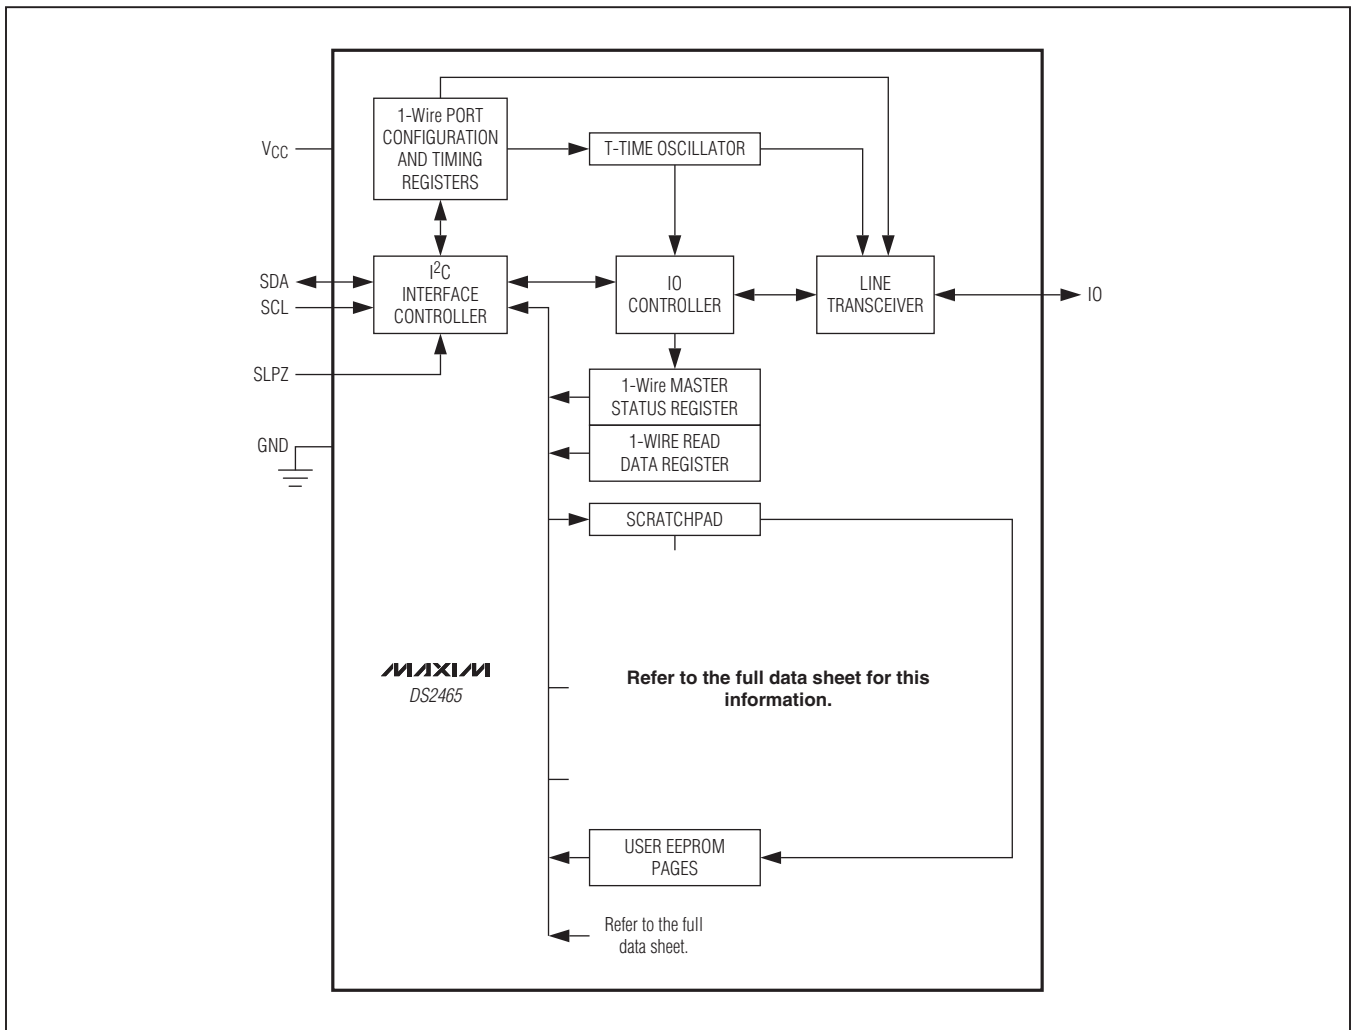 1-Wire PORT
CONFIGURATION
AND TIMING
REGISTERS
VCC
T-TIME OSCILLATOR
SDA
SCL
I2C
INTERFACE
CONTROLLER
IO
CONTROLLER
LINE
TRANSCEIVER
IO
SLPZ
1-Wire MASTER
STATUS REGISTER
GND
1-WIRE READ
DATA REGISTER
SCRATCHPAD
MAXIM
DS2465
Refer to the full data sheet for this
information.
USER EEPROM
PAGES
Refer to the full
data sheet.